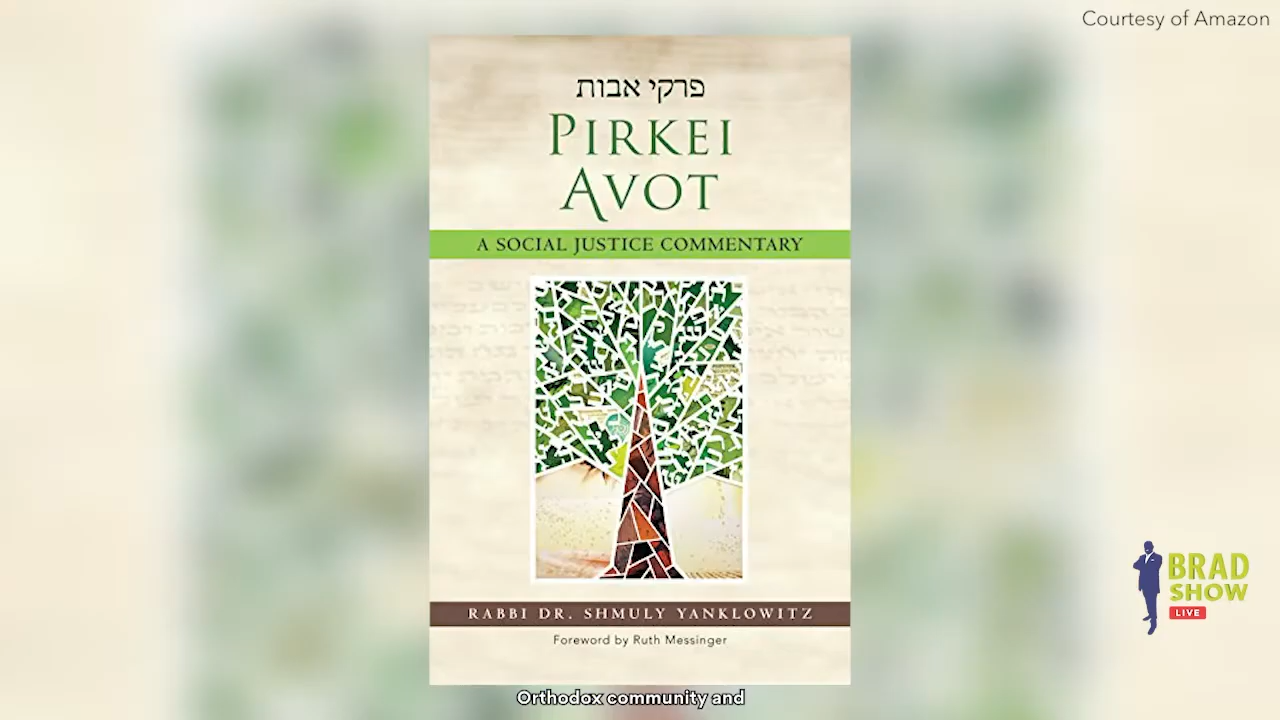 Courtesy of Amazon
פרקי אבות
PIRKEI
AVOT
A SOCIAL JUSTICE COMMENTARY
RABBI DR. SHMULY YANKLOWITZ
Foreword by Ruth Messinger
BRAD
SHOW
LIVE
Orthodox community and